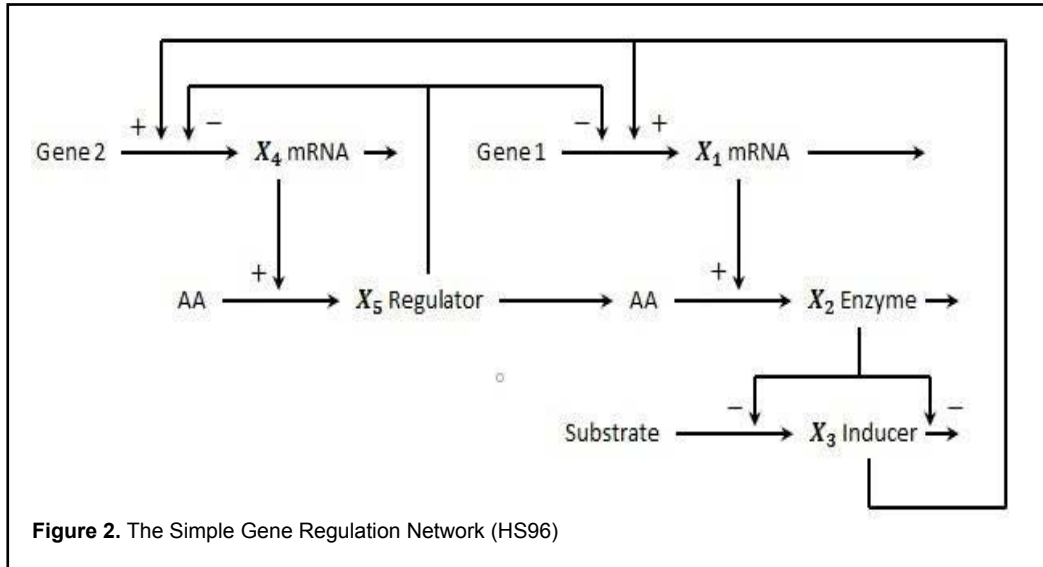 + − − +
Gene 2 X₄ mRNA Gene 1 X₁ mRNA
+ +
AA X₅ Regulator AA X₂ Enzyme
− −
Substrate X₃ Inducer
Figure 2. The Simple Gene Regulation Network (HS96)